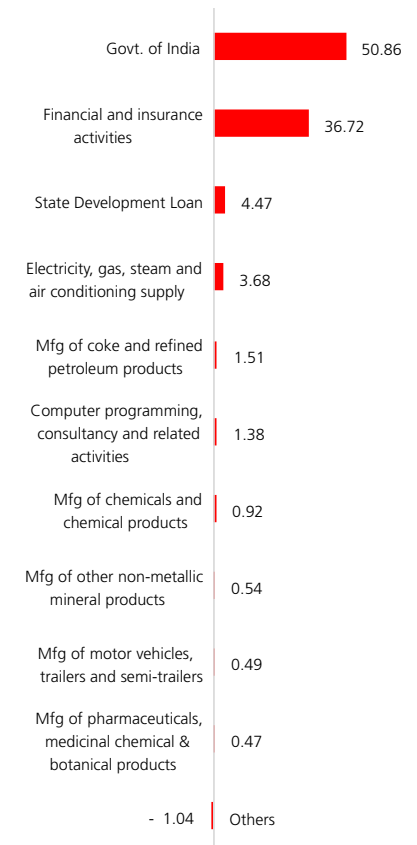 Govt. of India 50.86
Financial and insurance
activities
36.72
State Development Loan 4.47
Electricity, gas, steam and
air conditioning supply
3.68
Mfg of coke and refined
petroleum products
1.51
Computer programming,
consultancy and related
activities
1.38
Mfg of chemicals and
chemical products
0.92
Mfg of other non-metallic
mineral products
0.54
Mfg of motor vehicles,
trailers and semi-trailers
0.49
Mfg of pharmaceuticals,
medicinal chemical &
botanical products
0.47
- 1.04 Others